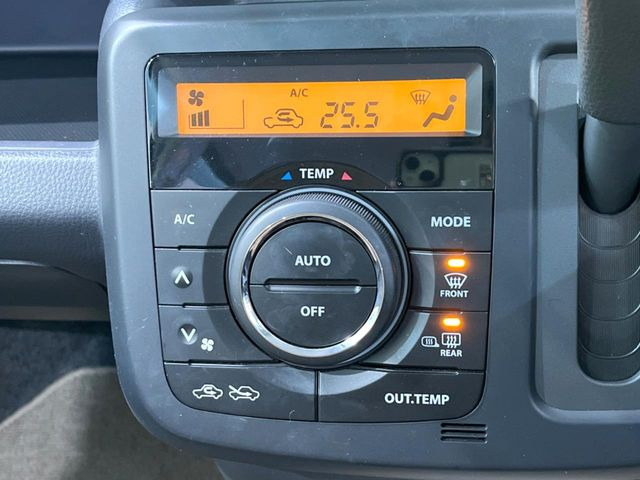 A/C
25.5
TEMP
A/C
MODE
AUTO
OFF
FRONT
REAR
OUT.TEMP